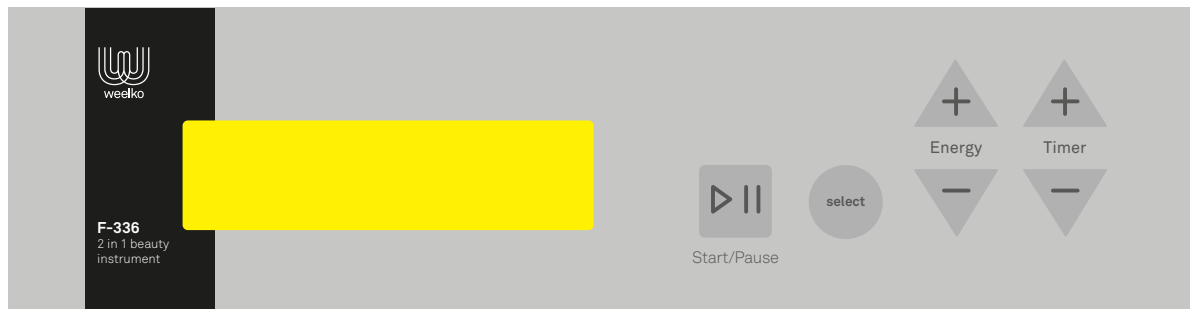 weelko
F-336
2 in 1 beauty
instrument
Start/Pause
select
+
+
Energy
Timer
−
−